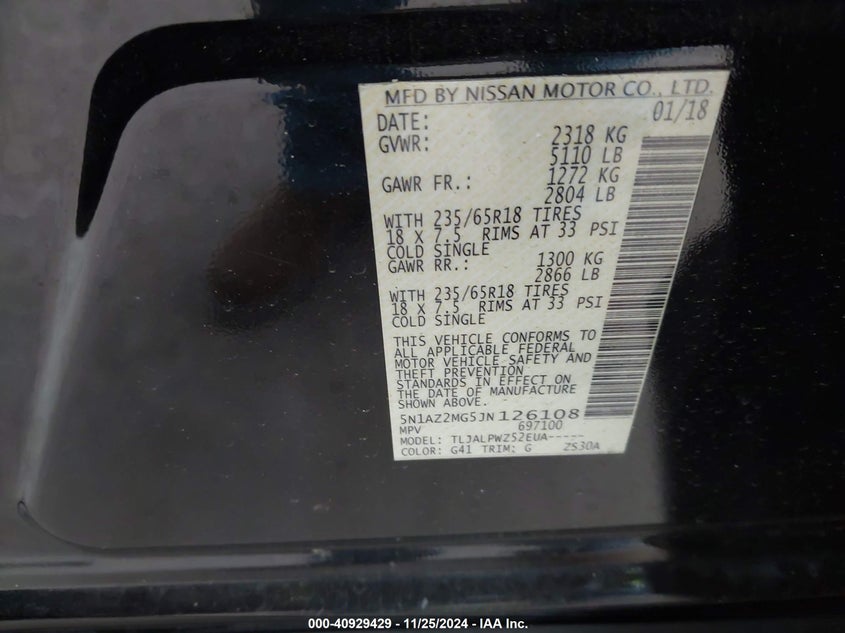 MFD BY NISSAN MOTOR CO., LTD.
DATE: 01/18
GVWR: 2318 KG
5110 LB
GAWR FR.: 1272 KG
2804 LB
WITH 235/65R18 TIRES
18 X 7.5 RIMS AT 33 PSI
COLD SINGLE
GAWR RR.: 1300 KG
2866 LB
WITH 235/65R18 TIRES
18 X 7.5 RIMS AT 33 PSI
COLD SINGLE
THIS VEHICLE CONFORMS TO
ALL APPLICABLE FEDERAL
MOTOR VEHICLE SAFETY AND
THEFT PREVENTION
STANDARDS IN EFFECT ON
THE DATE OF MANUFACTURE
SHOWN ABOVE.
5N1AZ2MG5JN126108
MPV 697100
MODEL: TLJALPWZ52EUA-----
COLOR: G41 TRIM: G ZS30A
000-40929429 - 11/25/2024 - IAA Inc.